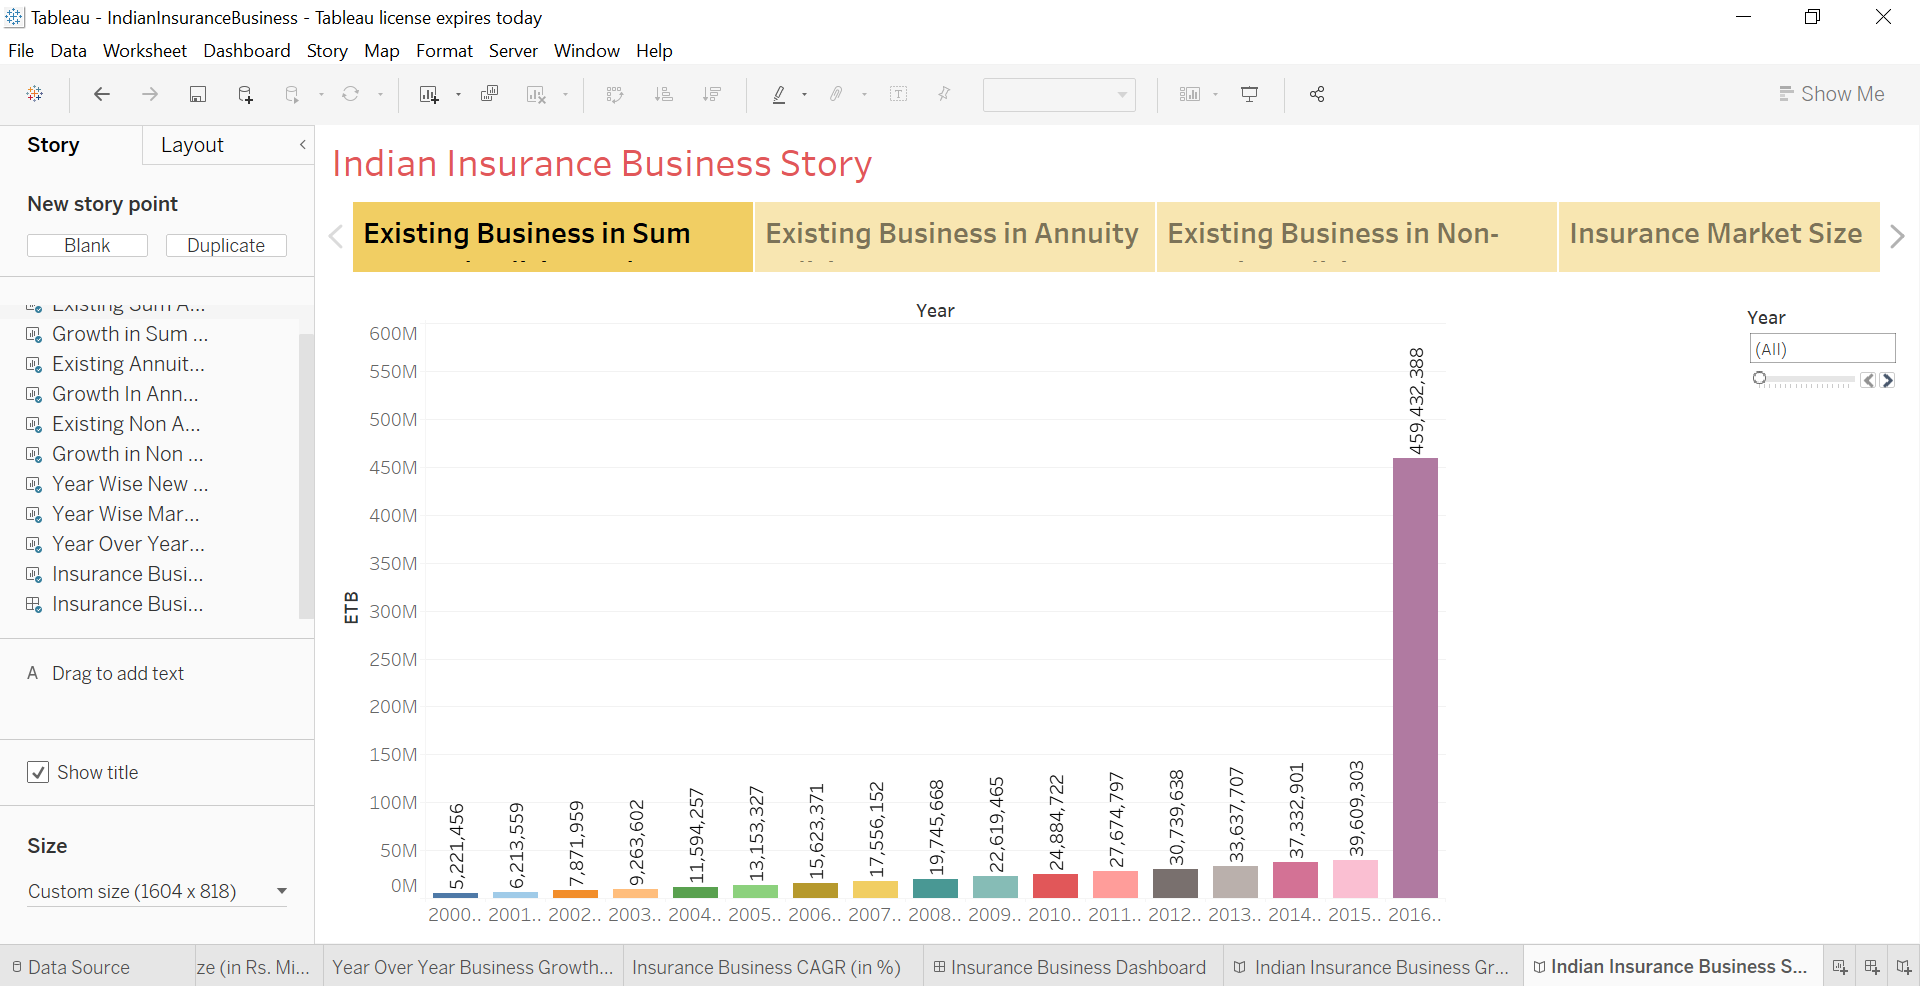 Tableau - IndianInsuranceBusiness - Tableau license expires today
File Data Worksheet Dashboard Story Map Format Server Window Help
Show Me
Story Layout
New story point
Blank Duplicate
Existing Sum A...
Growth in Sum ...
Existing Annuit...
Growth In Ann...
Existing Non A...
Growth in Non ...
Year Wise New ...
Year Wise Mar...
Year Over Year...
Insurance Busi...
Insurance Busi...
A Drag to add text
Show title
Size
Custom size (1604 x 818)
Indian Insurance Business Story
Existing Business in Sum
Existing Business in Annuity
Existing Business in Non-
Insurance Market Size
Year
600M
550M
500M
450M
400M
350M
300M
250M
200M
150M
100M
50M
0M
ETB
5,221,456
6,213,559
7,871,959
9,263,602
11,594,257
13,153,327
15,623,371
17,556,152
19,745,668
22,619,465
24,884,722
27,674,797
30,739,638
33,637,707
37,332,901
39,609,303
459,432,388
2000.. 2001.. 2002.. 2003.. 2004.. 2005.. 2006.. 2007.. 2008.. 2009.. 2010.. 2011.. 2012.. 2013.. 2014.. 2015.. 2016..
Year
(All)
Data Source ze (in Rs. Mi... Year Over Year Business Growth... Insurance Business CAGR (in %) Insurance Business Dashboard Indian Insurance Business Gr... Indian Insurance Business S...